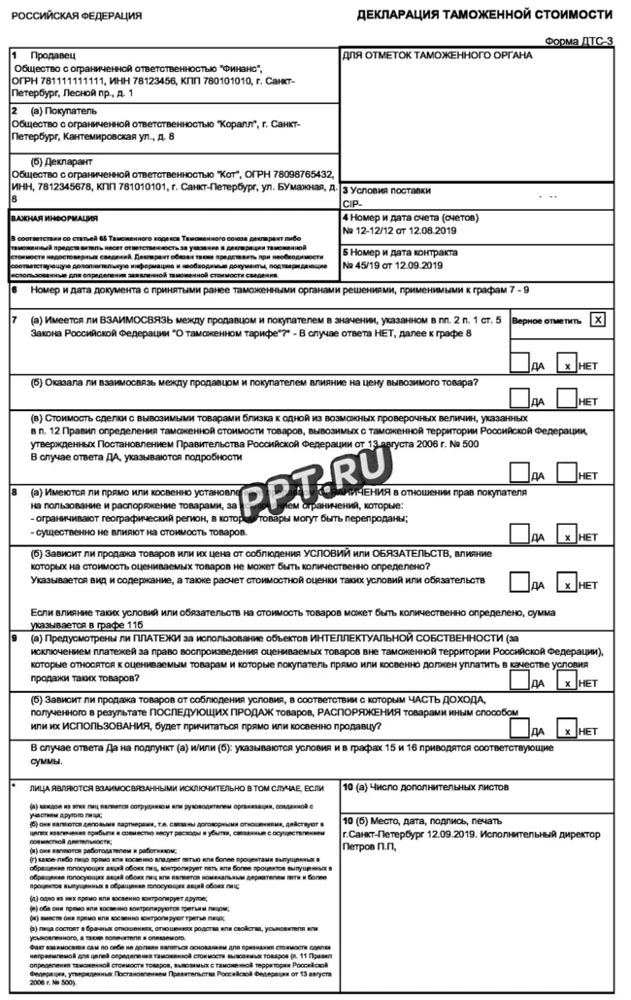 РОССИЙСКАЯ ФЕДЕРАЦИЯ
ДЕКЛАРАЦИЯ ТАМОЖЕННОЙ СТОИМОСТИ
Форма ДТС-3
1 Продавец
Общество с ограниченной ответственностью "Финанс",
ОГРН 781111111111, ИНН 78123456, КПП 780101010, г. Санкт-
Петербург, Лесной пр., д. 1
ДЛЯ ОТМЕТОК ТАМОЖЕННОГО ОРГАНА
2 (а) Покупатель
Общество с ограниченной ответственностью "Коралл", г. Санкт-
Петербург, Кантемировская ул., д. 8
(б) Декларант
Общество с ограниченной ответственностью "Кот", ОГРН 78098765432,
ИНН, 7812345678, КПП 781010101, г. Санкт-Петербург, ул. БУмажная, д.
8
3 Условия поставки
CIP-
ВАЖНАЯ ИНФОРМАЦИЯ
В соответствии со статьей 65 Таможенного кодекса Таможенного союза декларант либо
таможенный представитель несет ответственность за указание в декларации таможенной
стоимости недостоверных сведений. Декларант обязан также представить при необходимости
соответствующую дополнительную информацию и необходимые документы, подтверждающие
использованные для определения заявленной таможенной стоимости сведения.
4 Номер и дата счета (счетов)
№ 12-12/12 от 12.08.2019
5 Номер и дата контракта
№ 45/19 от 12.09.2019
6 Номер и дата документа с принятыми ранее таможенными органами решениями, применимыми к графам 7 - 9
7 (а) Имеется ли ВЗАИМОСВЯЗЬ между продавцом и покупателем в значении, указанном в пп. 2 п. 1 ст. 5
Закона Российской Федерации "О таможенном тарифе"?* - В случае ответа НЕТ, далее к графе 8
Верное отметить X
ДА x НЕТ
(б) Оказала ли взаимосвязь между продавцом и покупателем влияние на цену вывозимого товара?
ДА НЕТ
(в) Стоимость сделки с вывозимыми товарами близка к одной из возможных проверочных величин, указанных
в п. 12 Правил определения таможенной стоимости товаров, вывозимых с таможенной территории Российской Федерации,
утвержденных Постановлением Правительства Российской Федерации от 13 августа 2006 г. № 500
В случае ответа ДА, указываются подробности
ДА НЕТ
PPT.RU
8 (а) Имеются ли прямо или косвенно ОГРАНИЧЕНИЯ в отношении прав покупателя
на пользование и распоряжение товарами, за исключением ограничений, которые:
- ограничивают географический регион, в котором товары могут быть перепроданы;
- существенно не влияют на стоимость товаров.
ДА x НЕТ
(б) Зависит ли продажа товаров или их цена от соблюдения УСЛОВИЙ или ОБЯЗАТЕЛЬСТВ, влияние
которых на стоимость оцениваемых товаров не может быть количественно определено?
Указывается вид и содержание, а также расчет стоимостной оценки таких условий или обязательств
ДА x НЕТ
Если влияние таких условий или обязательств на стоимость товаров может быть количественно определено, сумма
указывается в графе 11б
9 (а) Предусмотрены ли ПЛАТЕЖИ за использование объектов ИНТЕЛЛЕКТУАЛЬНОЙ СОБСТВЕННОСТИ (за
исключением платежей за право воспроизведения оцениваемых товаров вне таможенной территории Российской Федерации),
которые относятся к оцениваемым товарам и которые покупатель прямо или косвенно должен уплатить в качестве условия
продажи таких товаров?
ДА x НЕТ
(б) Зависит ли продажа товаров от соблюдения условия, в соответствии с которым ЧАСТЬ ДОХОДА,
полученного в результате ПОСЛЕДУЮЩИХ ПРОДАЖ товаров, РАСПОРЯЖЕНИЯ товарами иным способом
или их ИСПОЛЬЗОВАНИЯ, будет причитаться прямо или косвенно продавцу?
ДА x НЕТ
В случае ответа Да на подпункт (а) и/или (б): указываются условия и в графах 15 и 16 приводятся соответствующие
суммы.
* ЛИЦА ЯВЛЯЮТСЯ ВЗАИМОСВЯЗАННЫМИ ИСКЛЮЧИТЕЛЬНО В ТОМ СЛУЧАЕ, ЕСЛИ
(а) каждое из этих лиц является сотрудником или руководителем организации, созданной с
участием другого лица;
(б) они являются деловыми партнерами, т.е. связаны договорными отношениями, действуют в
целях извлечения прибыли и совместно несут расходы и убытки, связанные с осуществлением
совместной деятельности;
(в) они являются работодателем и работником;
(г) какое-либо лицо прямо или косвенно владеет пятью или более процентами выпущенных в
обращение голосующих акций обоих лиц, контролирует пять или более процентов выпущенных в
обращение голосующих акций обоих лиц или является номинальным держателем пяти и более
процентов выпущенных в обращение голосующих акций обоих лиц;
(д) одно из них прямо или косвенно контролирует другое;
(е) оба они прямо или косвенно контролируются третьим лицом;
(ж) вместе они прямо или косвенно контролируют третье лицо;
(з) лица состоят в брачных отношениях, отношениях родства или свойства, усыновителя или
усыновленного, а также попечителя и опекаемого.
Факт взаимосвязи сам по себе не должен являться основанием для признания стоимости сделки
неприемлемой для целей определения таможенной стоимости вывозимых товаров (п. 11 Правил
определения таможенной стоимости товаров, вывозимых с таможенной территории Российской
Федерации, утвержденных Постановлением Правительства Российской Федерации от 13 августа
2006 г. № 500).
10 (а) Число дополнительных листов
10 (б) Место, дата, подпись, печать
г.Санкт-Петербург 12.09.2019. Исполнительный директор
Петров П.П,